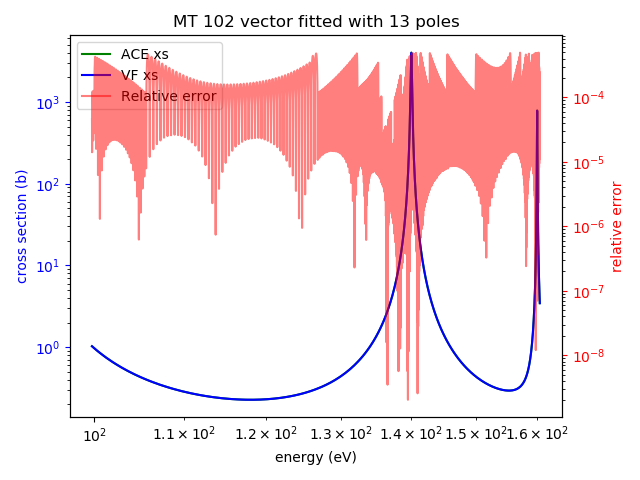 MT 102 vector fitted with 13 poles
ACE xs
VF xs
Relative error
cross section (b)
10³
10²
10¹
10⁰
10⁻⁴
10⁻⁵
10⁻⁶
10⁻⁷
10⁻⁸
relative error
10² 1.1 × 10² 1.2 × 10² 1.3 × 10² 1.4 × 10² 1.5 × 10² 1.6 × 10²
energy (eV)